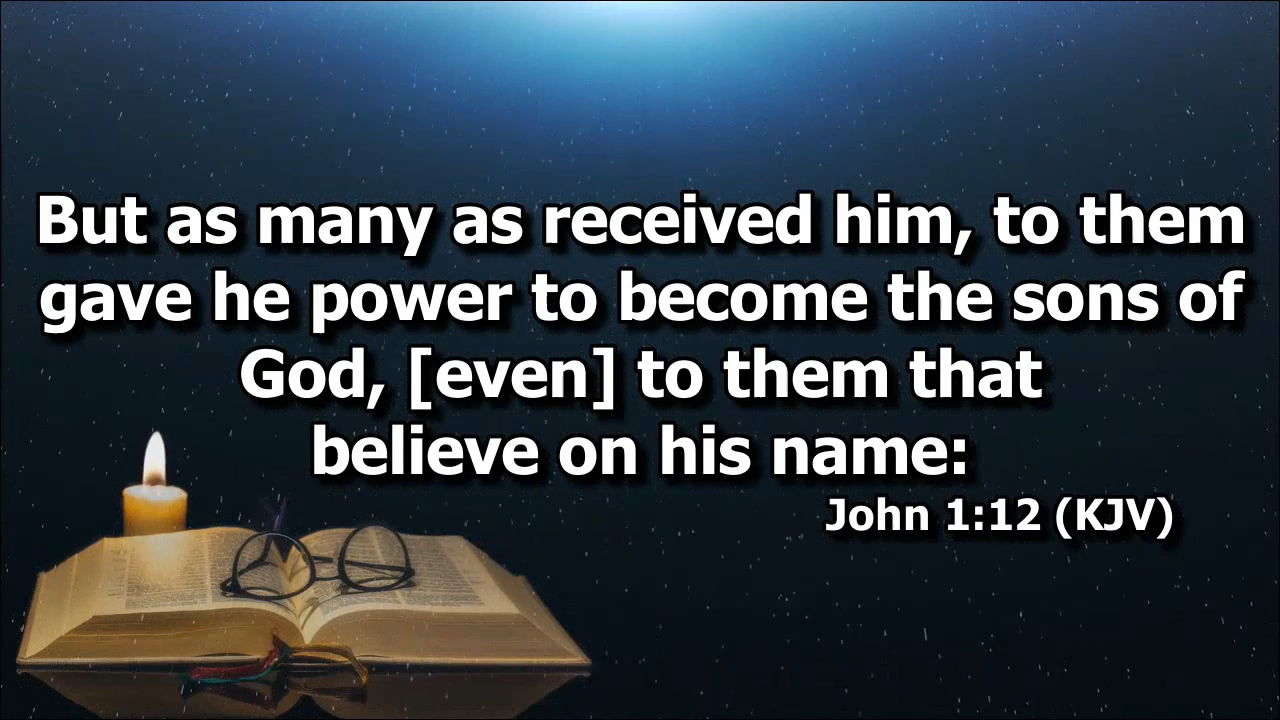 But as many as received him, to them
gave he power to become the sons of
God, [even] to them that
believe on his name:
John 1:12 (KJV)